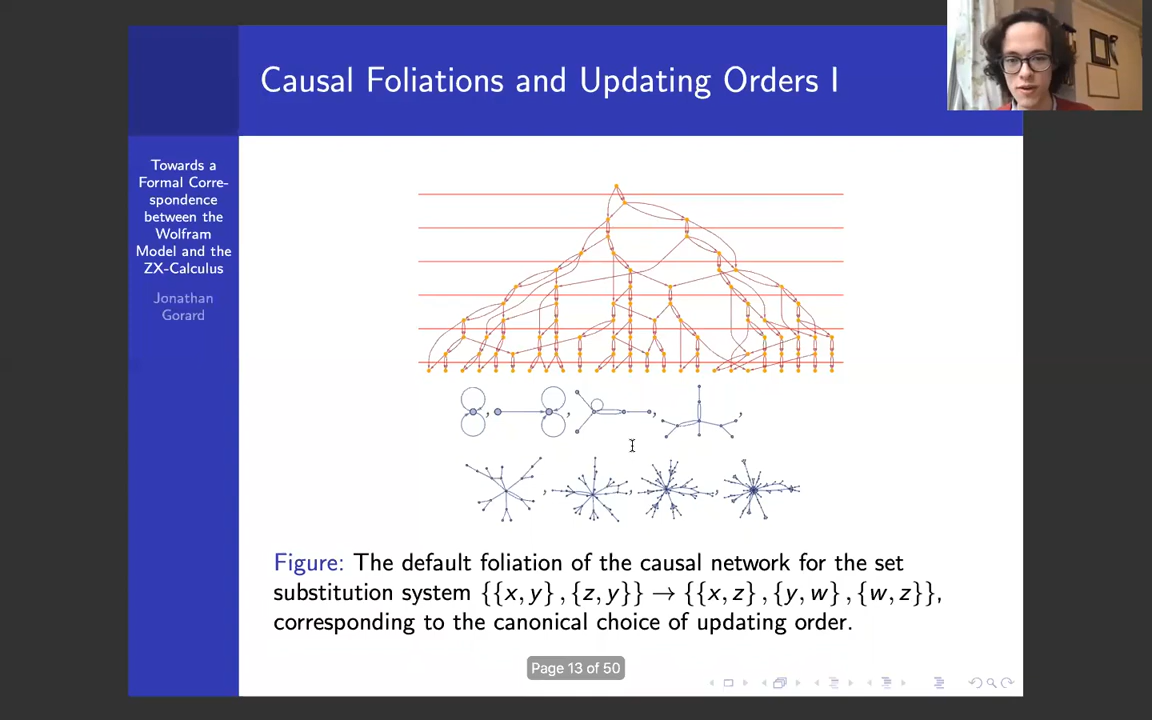 Causal Foliations and Updating Orders I
Towards a
Formal Corre-
spondence
between the
Wolfram
Model and the
ZX-Calculus
Jonathan
Gorard
Figure: The default foliation of the causal network for the set
substitution system {{x, y} , {z, y}} → {{x, z} , {y, w} , {w, z}},
corresponding to the canonical choice of updating order.
Page 13 of 50